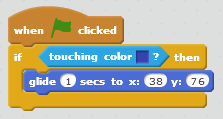 when clicked
if touching color ? then
glide 1 secs to x: 38 y: 76